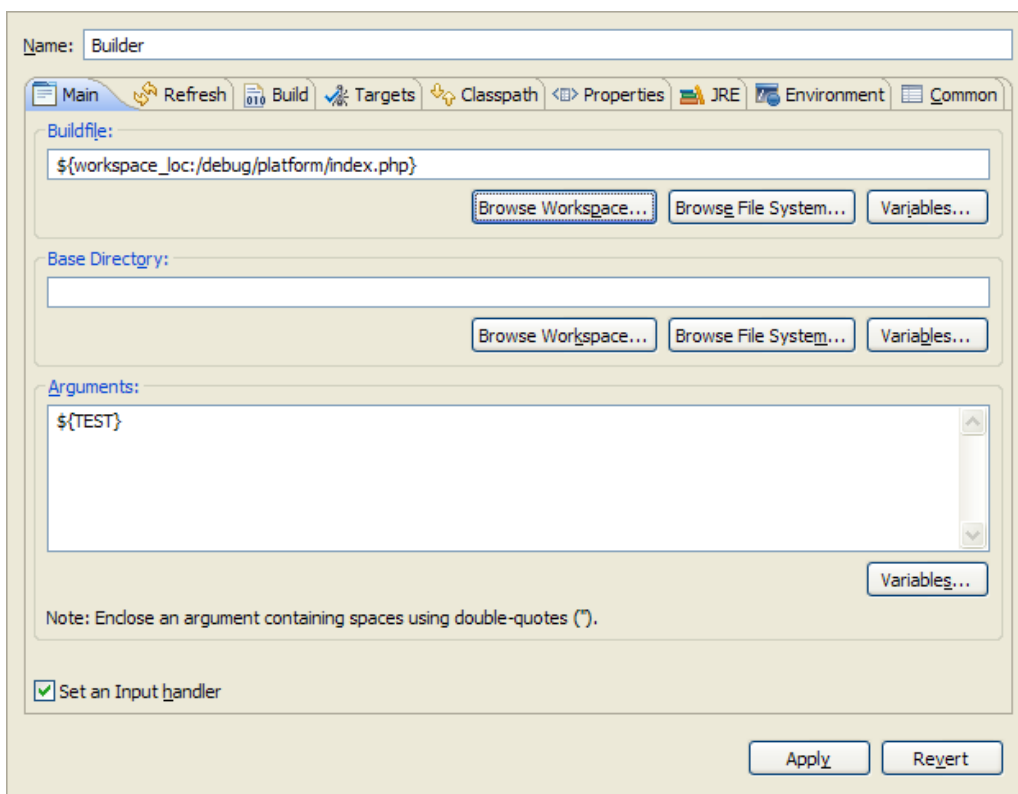 Name: Builder
Main Refresh 010 Build Targets Classpath Properties JRE Environment Common
Buildfile:
${workspace_loc:/debug/platform/index.php}
Browse Workspace... Browse File System... Variables...
Base Directory:
Browse Workspace... Browse File System... Variables...
Arguments:
${TEST}
Variables...
Note: Enclose an argument containing spaces using double-quotes (").
Set an Input handler
Apply Revert